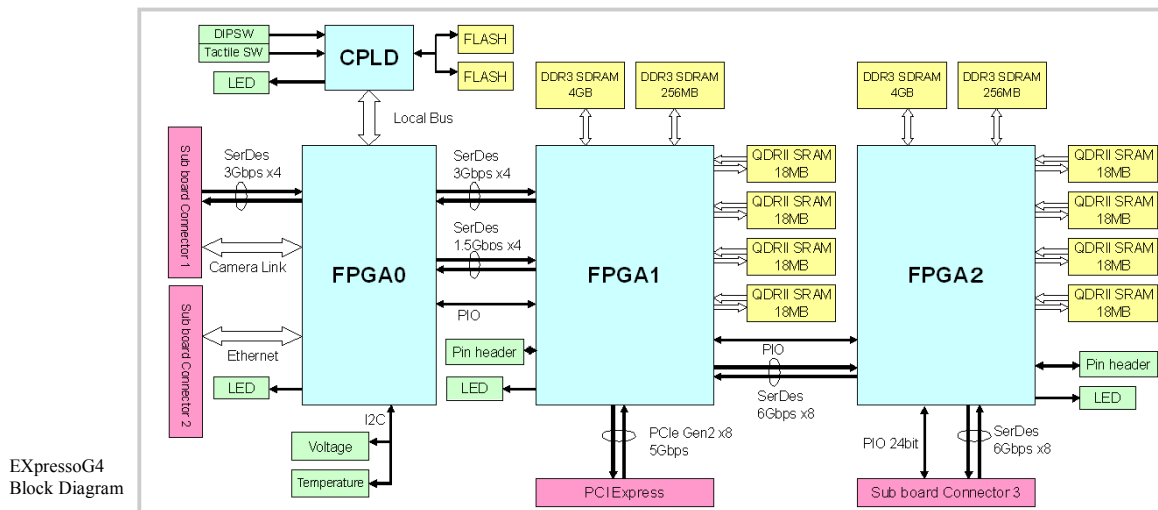 DIPSW
Tactile SW
LED
CPLD
FLASH
FLASH
Local Bus
DDR3 SDRAM
4GB
DDR3 SDRAM
256MB
DDR3 SDRAM
4GB
DDR3 SDRAM
256MB
Sub board Connector 1
SerDes
3Gbps x4
Camera Link
Sub board Connector 2
Ethernet
LED
FPGA0
I2C
Voltage
Temperature
SerDes
3Gbps x4
SerDes
1.5Gbps x4
PIO
Pin header
LED
FPGA1
QDRII SRAM
18MB
QDRII SRAM
18MB
QDRII SRAM
18MB
QDRII SRAM
18MB
PIO
SerDes
6Gbps x8
PCIe Gen2 x8
5Gbps
PCI Express
FPGA2
QDRII SRAM
18MB
QDRII SRAM
18MB
QDRII SRAM
18MB
QDRII SRAM
18MB
Pin header
LED
PIO 24bit
SerDes
6Gbps x8
Sub board Connector 3
EXpressoG4
Block Diagram